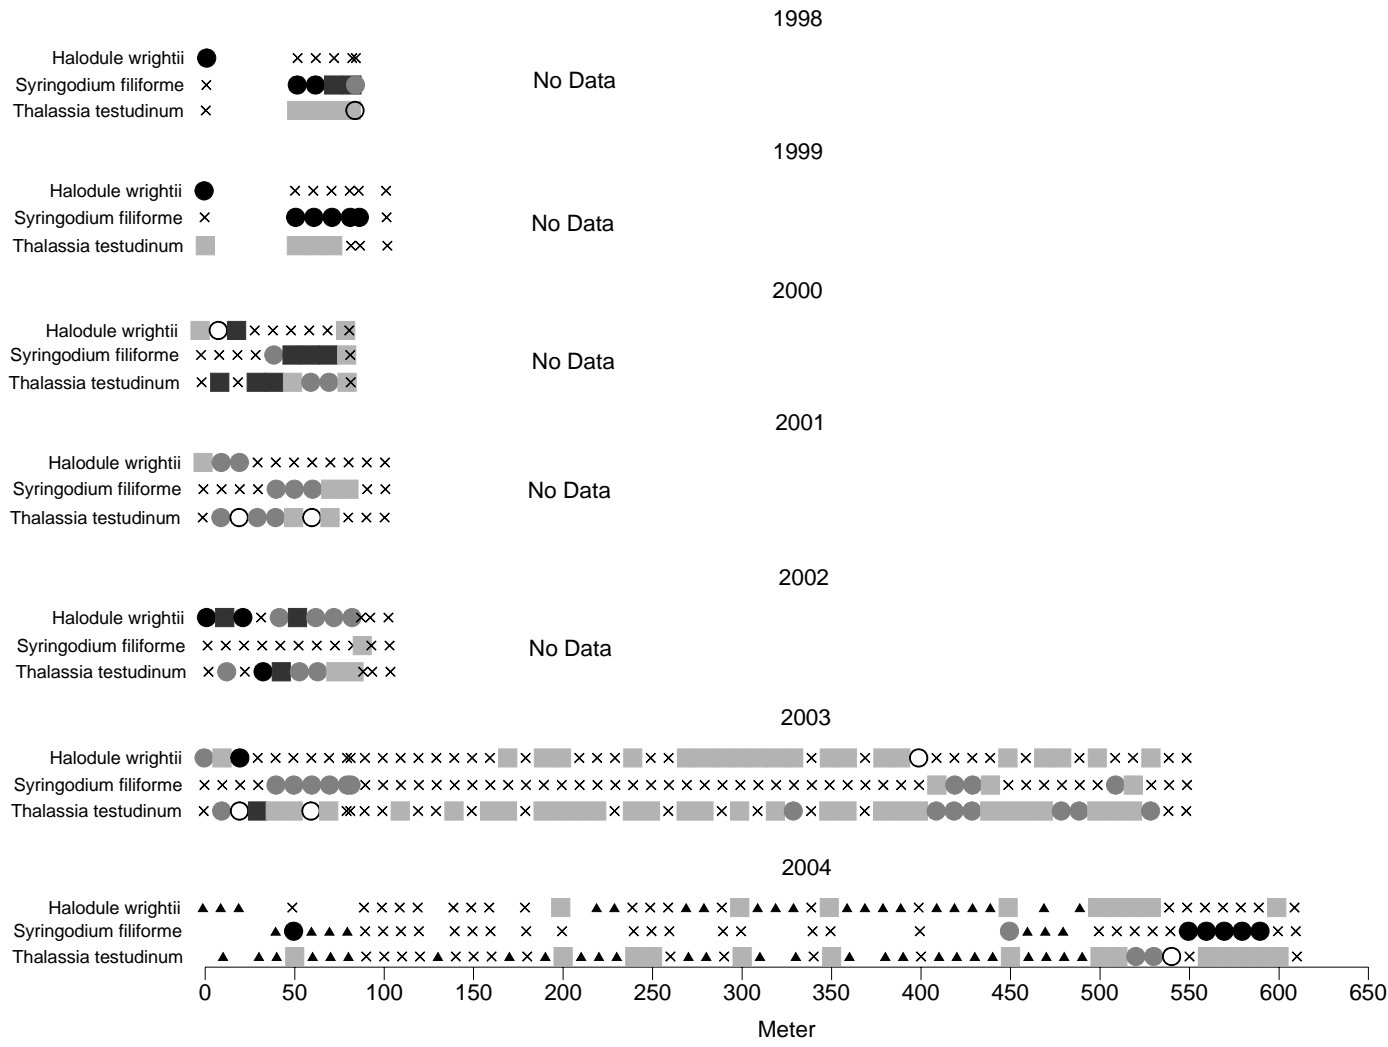 1998
Halodule wrightii
Syringodium filiforme
Thalassia testudinum
No Data
1999
Halodule wrightii
Syringodium filiforme
Thalassia testudinum
No Data
2000
Halodule wrightii
Syringodium filiforme
Thalassia testudinum
No Data
2001
Halodule wrightii
Syringodium filiforme
Thalassia testudinum
No Data
2002
Halodule wrightii
Syringodium filiforme
Thalassia testudinum
No Data
2003
Halodule wrightii
Syringodium filiforme
Thalassia testudinum
2004
Halodule wrightii
Syringodium filiforme
Thalassia testudinum
0 50 100 150 200 250 300 350 400 450 500 550 600 650
Meter